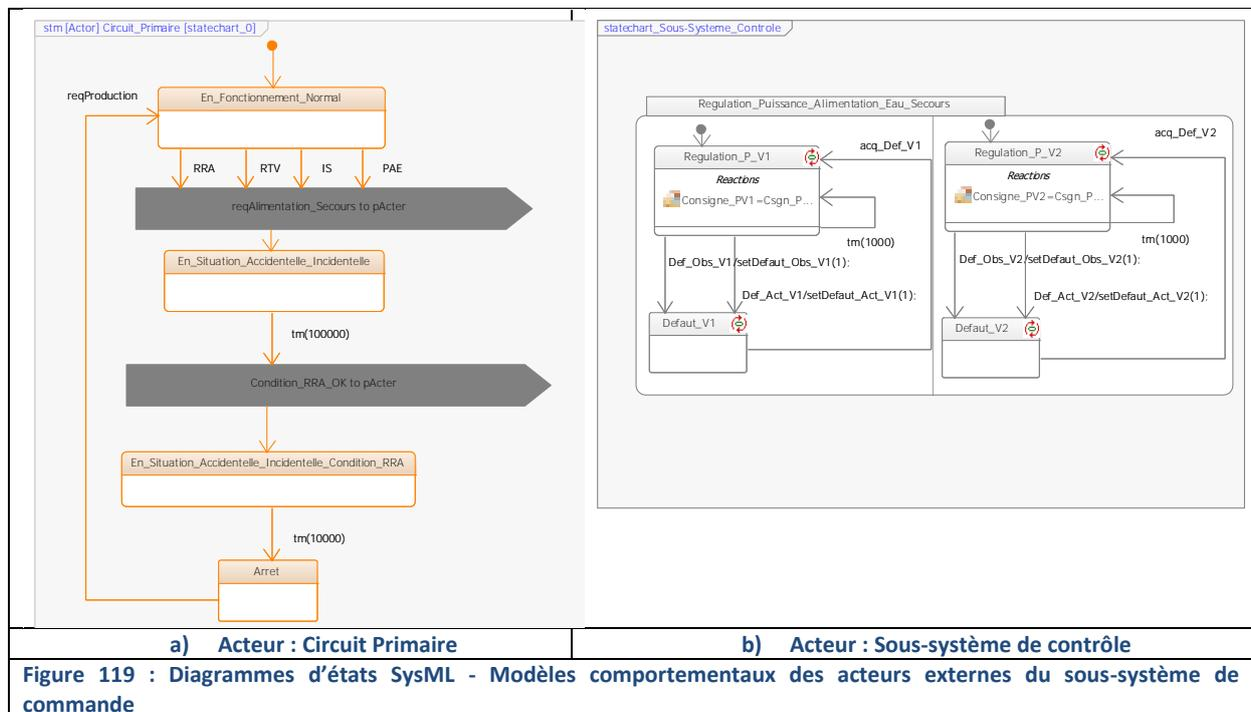 stm [Actor] Circuit_Primaire [statechart_0]
reqProduction
En_Fonctionnement_Normal
RRA
RTV
IS
PAE
reqAlimentation_Secours to pActer
En_Situation_Accidentelle_Incidentelle
tm(100000)
Condition_RRA_OK to pActer
En_Situation_Accidentelle_Incidentelle_Condition_RRA
tm(10000)
Arret
statechart_Sous-Systeme_Controle
Regulation_Puissance_Alimentation_Eau_Secours
acq_Def_V1
Regulation_P_V1
Reactions
Consigne_PV1=Csgn_P...
tm(1000)
Def_Obs_V1/setDefaut_Obs_V1(1):
Def_Act_V1/setDefaut_Act_V1(1):
Defaut_V1
acq_Def_V2
Regulation_P_V2
Reactions
Consigne_PV2=Csgn_P...
tm(1000)
Def_Obs_V2/setDefaut_Obs_V2(1):
Def_Act_V2/setDefaut_Act_V2(1):
Defaut_V2
a) Acteur : Circuit Primaire
b) Acteur : Sous-système de contrôle
Figure 119 : Diagrammes d'états SysML - Modèles comportementaux des acteurs externes du sous-système de
commande